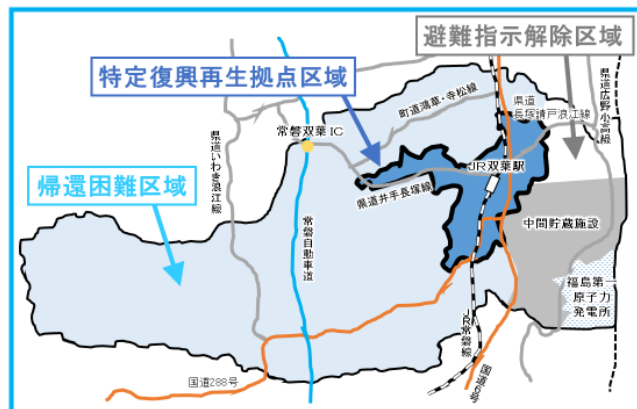 避難指示解除区域
特定復興再生拠点区域
県道広野小高線
町道鴻草・寺松線
県道
長塚請戸浪江線
常磐双葉IC
県道いわき浪江線
JR双葉駅
帰還困難区域
県道井手長塚線
中間貯蔵施設
常磐自動車道
福島第一
原子力
発電所
JR常磐線
国道288号
国道6号